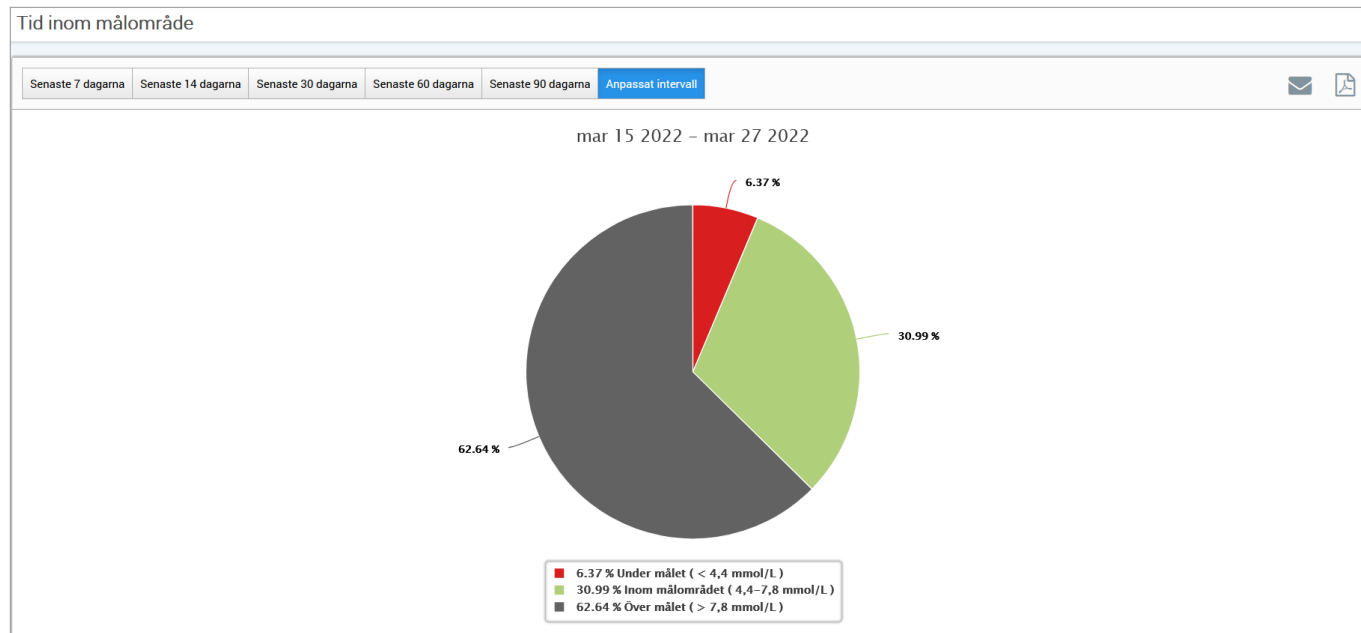 Tid inom målområde
Senaste 7 dagarna Senaste 14 dagarna Senaste 30 dagarna Senaste 60 dagarna Senaste 90 dagarna Anpassat intervall
mar 15 2022 – mar 27 2022
6.37 %
30.99 %
62.64 %
6.37 % Under målet ( < 4,4 mmol/L )
30.99 % Inom målområdet ( 4,4–7,8 mmol/L )
62.64 % Över målet ( > 7,8 mmol/L )